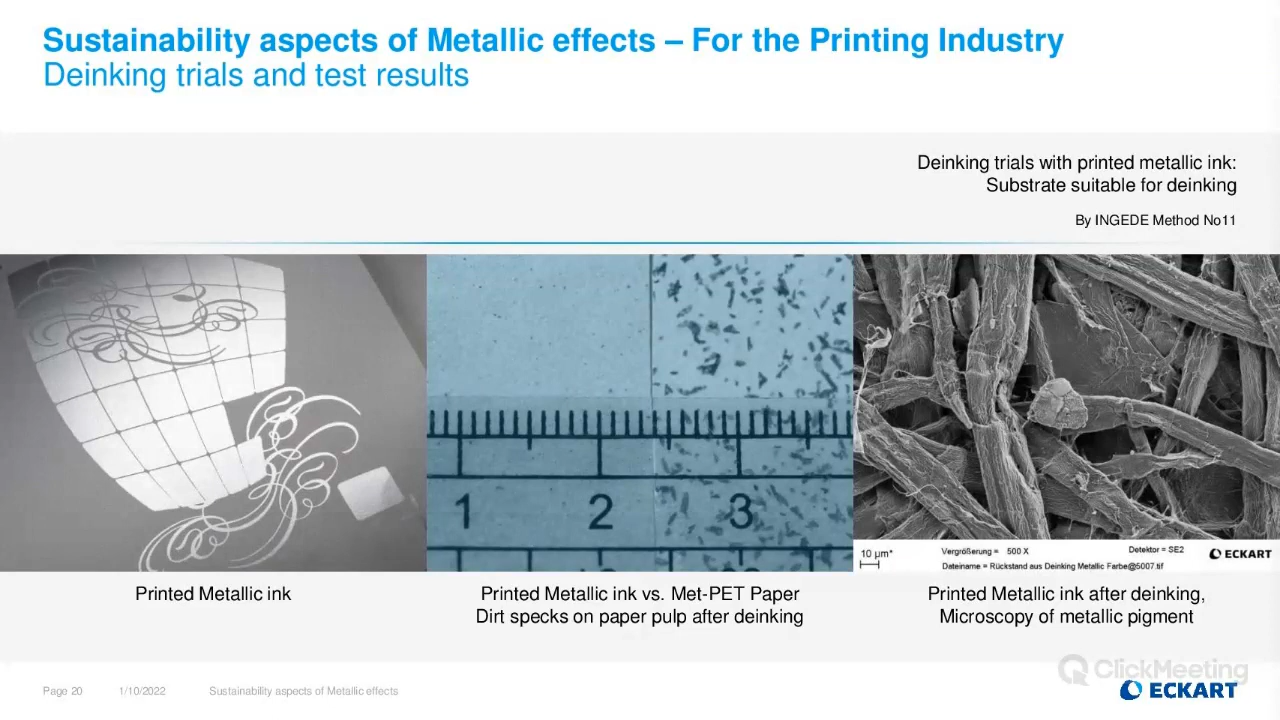 Sustainability aspects of Metallic effects – For the Printing Industry
Deinking trials and test results
Deinking trials with printed metallic ink:
Substrate suitable for deinking
By INGEDE Method No11
1 2 3
10 µm*
Vergrößerung = 500 X
Detektor = SE2
ECKART
Dateiname = Rückstand aus Deinking Metallic Farbe@5007.tif
Printed Metallic ink
Printed Metallic ink vs. Met-PET Paper
Dirt specks on paper pulp after deinking
Printed Metallic ink after deinking,
Microscopy of metallic pigment
ClickMeeting
Page 20 1/10/2022 Sustainability aspects of Metallic effects
ECKART